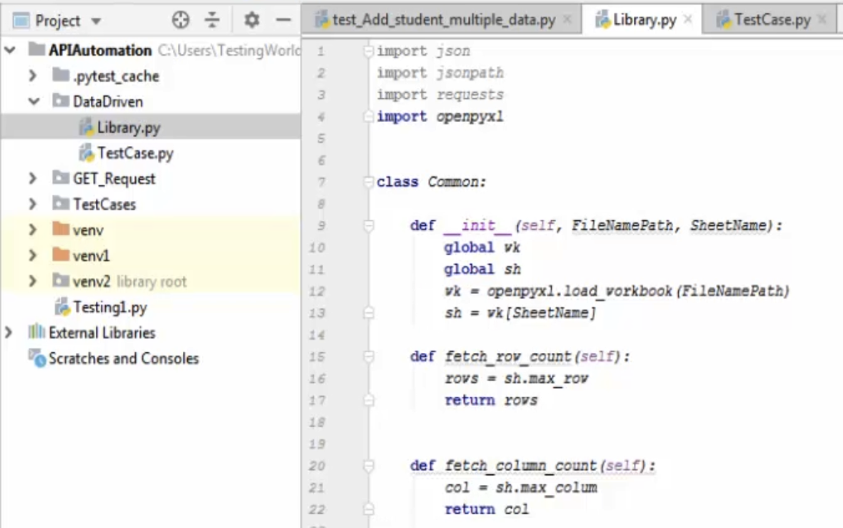 Project
test_Add_student_multiple_data.py
Library.py
TestCase.py
APIAutomation C:\Users\TestingWorld
.pytest_cache
DataDriven
Library.py
TestCase.py
GET_Request
TestCases
venv
venv1
venv2 library root
Testing1.py
External Libraries
Scratches and Consoles
1 import json
2 import jsonpath
3 import requests
4 import openpyxl
5
6
7 class Common:
8
9 def __init__(self, FileNamePath, SheetName):
10 global wk
11 global sh
12 wk = openpyxl.load_workbook(FileNamePath)
13 sh = wk[SheetName]
14
15 def fetch_row_count(self):
16 rows = sh.max_row
17 return rows
18
19
20 def fetch_column_count(self):
21 col = sh.max_colum
22 return col